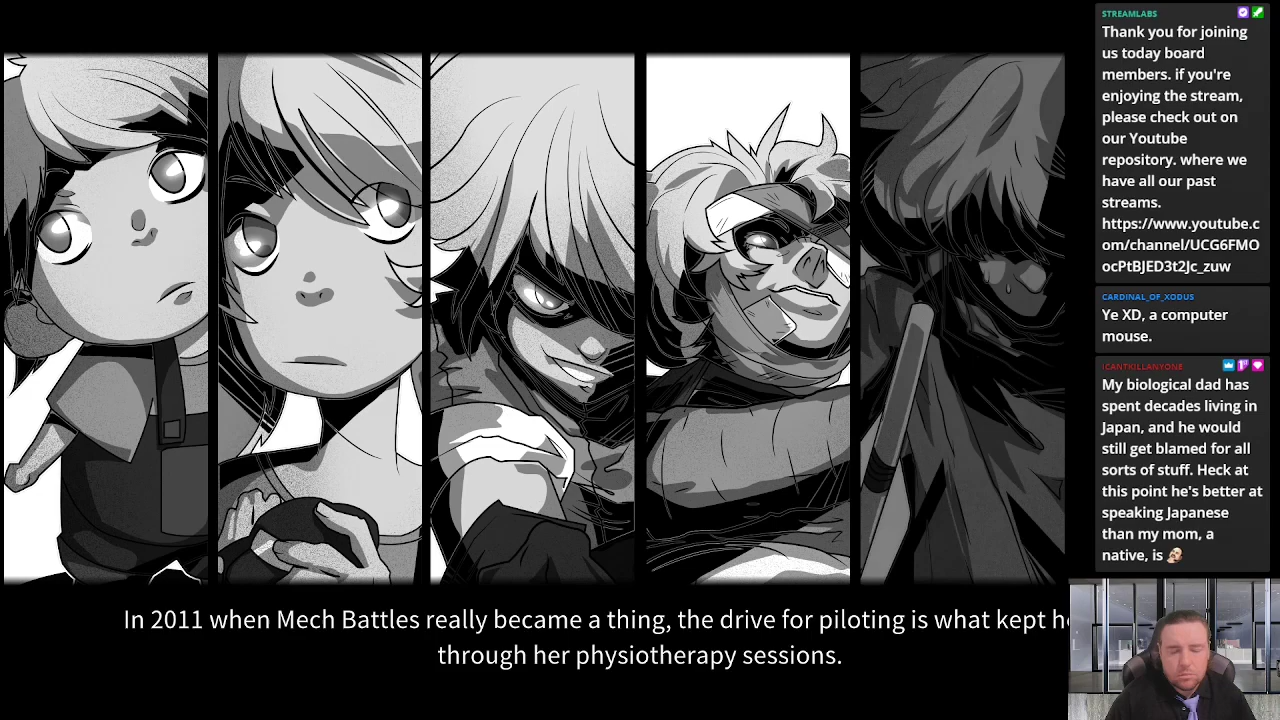 STREAMLABS
Thank you for joining
us today board
members. if you're
enjoying the stream,
please check out on
our Youtube
repository. where we
have all our past
streams.
https://www.youtube.c
om/channel/UCG6FMO
ocPtBJED3t2Jc_zuw
CARDINAL_OF_XODUS
Ye XD, a computer
mouse.
ICANTKILLANYONE
My biological dad has
spent decades living in
Japan, and he would
still get blamed for all
sorts of stuff. Heck at
this point he's better at
speaking Japanese
than my mom, a
native, is
In 2011 when Mech Battles really became a thing, the drive for piloting is what kept
through her physiotherapy sessions.